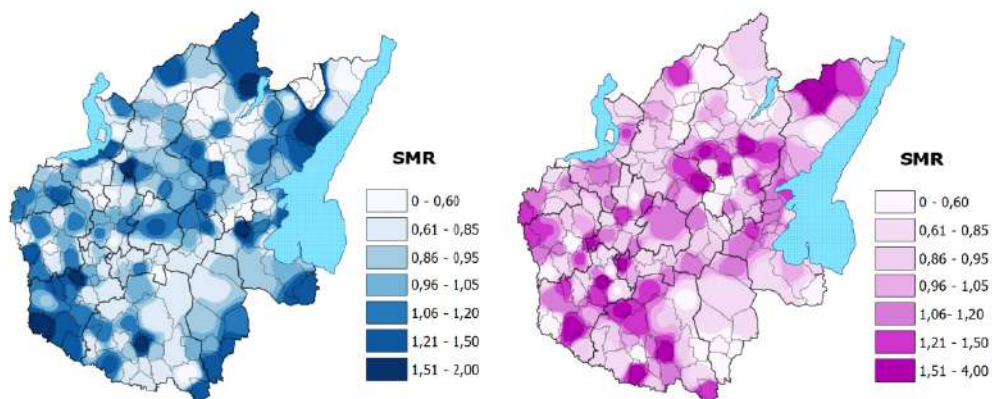 SMR
0 - 0,60
0,61 - 0,85
0,86 - 0,95
0,96 - 1,05
1,06 - 1,20
1,21 - 1,50
1,51 - 2,00
SMR
0 - 0,60
0,61 - 0,85
0,86 - 0,95
0,96 - 1,05
1,06- 1,20
1,21 - 1,50
1,51 - 4,00